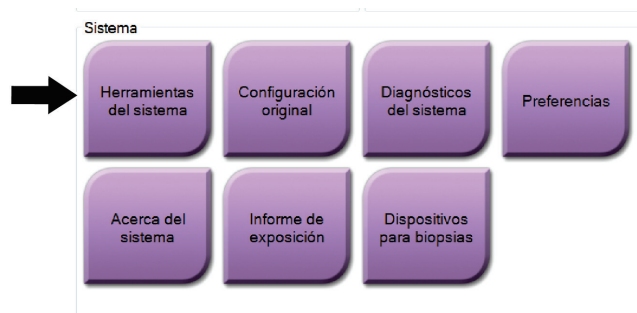 Sistema
Herramientas
del sistema
Configuración
original
Diagnósticos
del sistema
Preferencias
Acerca del
sistema
Informe de
exposición
Dispositivos
para biopsias